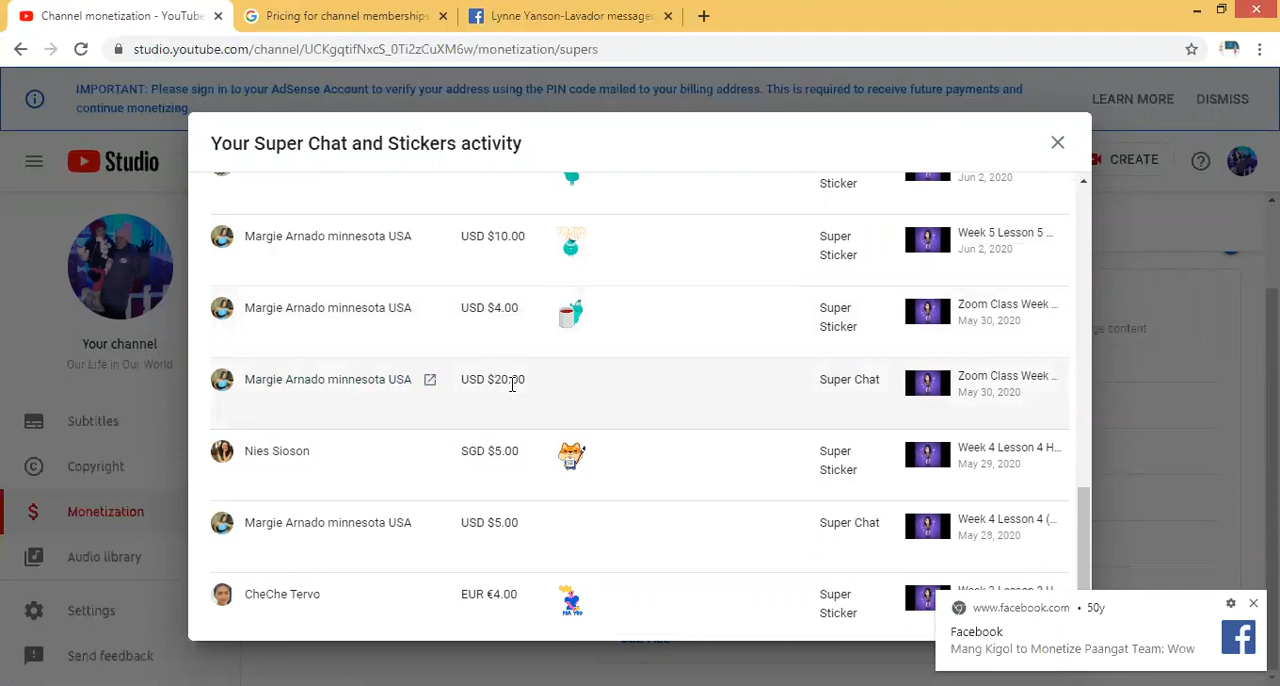 Channel monetization - YouTube
Pricing for channel memberships
Lynne Yanson-Lavador message
studio.youtube.com/channel/UCKgqtifNxcS_0Ti2zCuXM6w/monetization/supers
IMPORTANT: Please sign in to your AdSense Account to verify your address using the PIN code mailed to your billing address. This is required to receive future payments and
continue monetizing.
LEARN MORE
DISMISS
Studio
CREATE
Your channel
Our Life in Our World
Subtitles
Copyright
Monetization
Audio library
Settings
Send feedback
Your Super Chat and Stickers activity
Sticker
Jun 2, 2020
Margie Arnado minnesota USA
USD $10.00
Super
Sticker
Week 5 Lesson 5 ...
Jun 2, 2020
Margie Arnado minnesota USA
USD $4.00
Super
Sticker
Zoom Class Week ...
May 30, 2020
Margie Arnado minnesota USA
USD $20.00
Super Chat
Zoom Class Week ...
May 30, 2020
Nies Sioson
SGD $5.00
Super
Sticker
Week 4 Lesson 4 H...
May 29, 2020
Margie Arnado minnesota USA
USD $5.00
Super Chat
Week 4 Lesson 4 (...
May 28, 2020
CheChe Tervo
EUR €4.00
FOR YOU
Super
Sticker
www.facebook.com • 50y
Facebook
Mang Kigol to Monetize Paangat Team: Wow